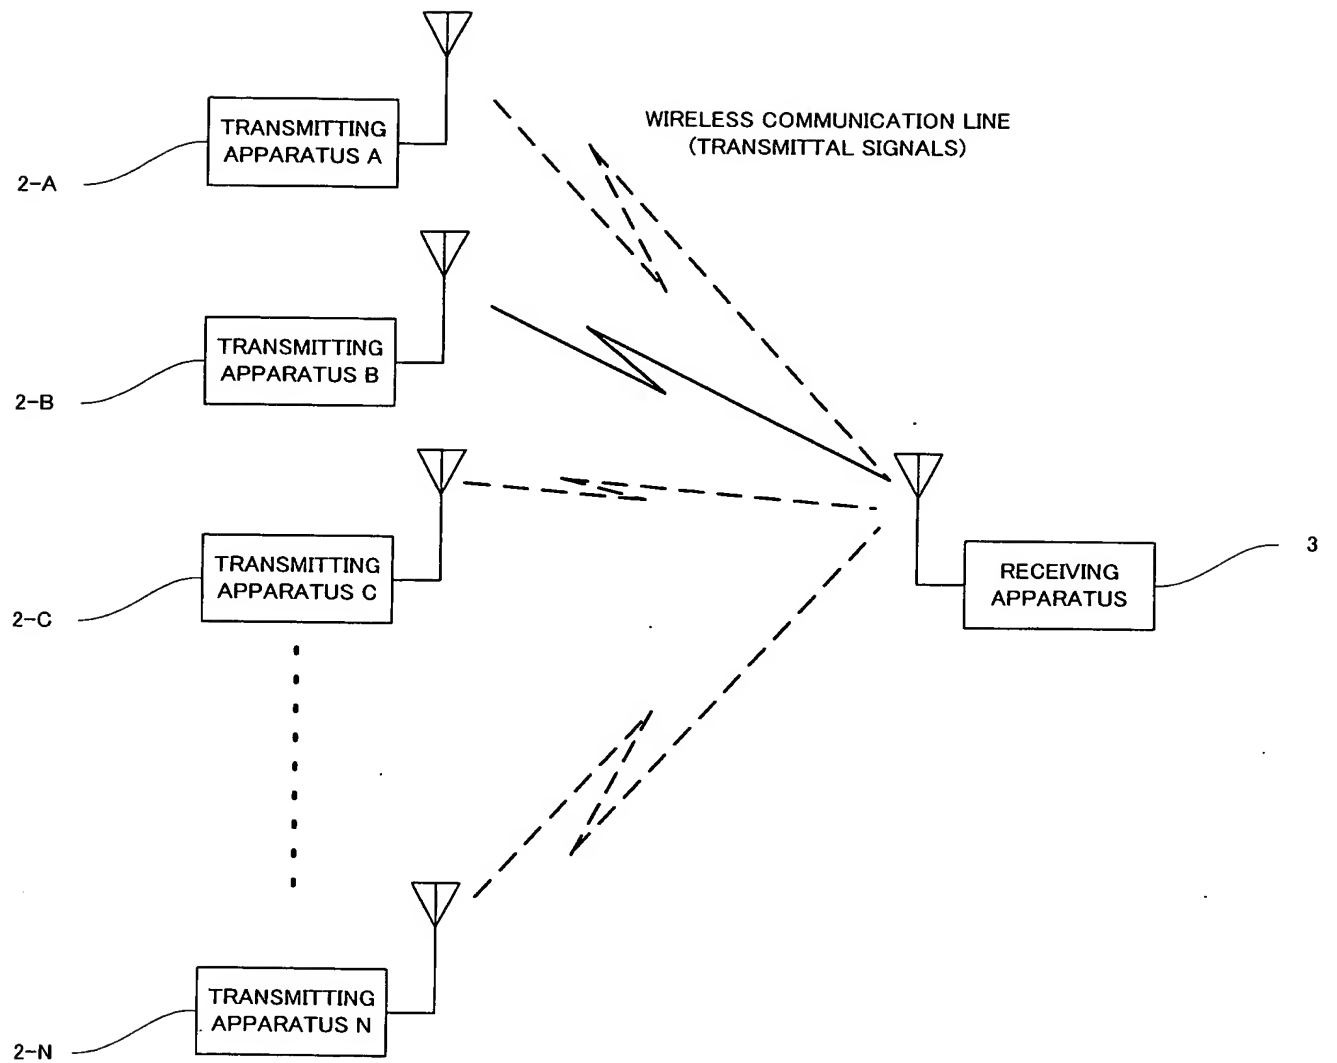 WIRELESS COMMUNICATION LINE
(TRANSMITTAL SIGNALS)
TRANSMITTING
APPARATUS A
2-A
TRANSMITTING
APPARATUS B
2-B
TRANSMITTING
APPARATUS C
2-C
RECEIVING
APPARATUS
3
TRANSMITTING
APPARATUS N
2-N